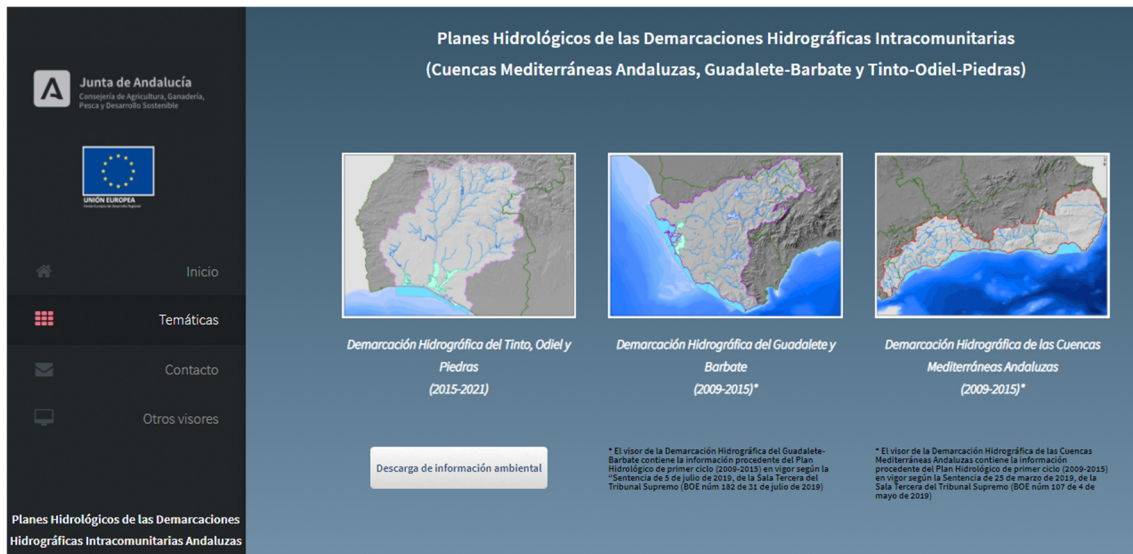 Junta de Andalucía
Consejería de Agricultura, Ganadería,
Pesca y Desarrollo Sostenible
UNIÓN EUROPEA
Fondo Europeo de Desarrollo Regional
Inicio
Temáticas
Contacto
Otros visores
Planes Hidrológicos de las Demarcaciones
Hidrográficas Intracomunitarias Andaluzas
Planes Hidrológicos de las Demarcaciones Hidrográficas Intracomunitarias
(Cuencas Mediterráneas Andaluzas, Guadalete-Barbate y Tinto-Odiel-Piedras)
Demarcación Hidrográfica del Tinto, Odiel y
Piedras
(2015-2021)
Descarga de información ambiental
Demarcación Hidrográfica del Guadalete y
Barbate
(2009-2015)*
* El visor de la Demarcación Hidrográfica del Guadalete-
Barbate contiene la información procedente del Plan
Hidrológico de primer ciclo (2009-2015) en vigor según la
"Sentencia de 5 de julio de 2019, de la Sala Tercera del
Tribunal Supremo (BOE núm 182 de 31 de julio de 2019)
Demarcación Hidrográfica de las Cuencas
Mediterráneas Andaluzas
(2009-2015)*
* El visor de la Demarcación Hidrográfica de las Cuencas
Mediterráneas Andaluzas contiene la información
procedente del Plan Hidrológico de primer ciclo (2009-2015)
en vigor según la Sentencia de 25 de marzo de 2019, de la
Sala Tercera del Tribunal Supremo (BOE núm 107 de 4 de
mayo de 2019)